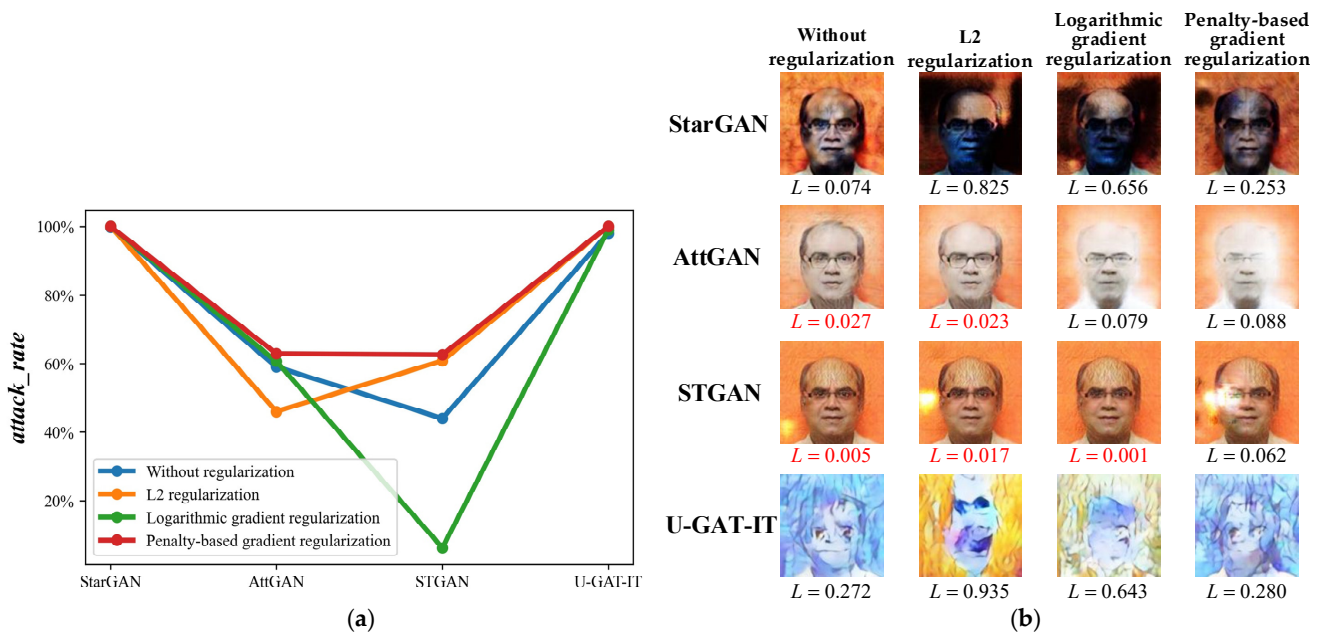 100%
80%
60%
40%
20%
attack_rate
Without regularization
L2 regularization
Logarithmic gradient regularization
Penalty-based gradient regularization
StarGAN AttGAN STGAN U-GAT-IT
(a)
Without regularization
L2 regularization
Logarithmic gradient regularization
Penalty-based gradient regularization
StarGAN
L = 0.074 L = 0.825 L = 0.656 L = 0.253
AttGAN
L = 0.027 L = 0.023 L = 0.079 L = 0.088
STGAN
L = 0.005 L = 0.017 L = 0.001 L = 0.062
U-GAT-IT
L = 0.272 L = 0.935 L = 0.643 L = 0.280
(b)